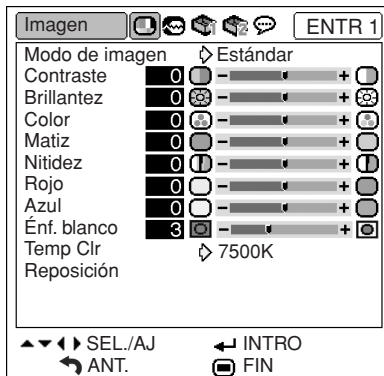 Imagen ENTR 1
Modo de imagen Estándar
Contraste 0 - +
Brillantez 0 - +
Color 0 - +
Matiz 0 - +
Nitidez 0 - +
Rojo 0 - +
Azul 0 - +
Énf. blanco 3 - +
Temp Clr 7500K
Reposición
SEL./AJ INTRO
ANT. FIN